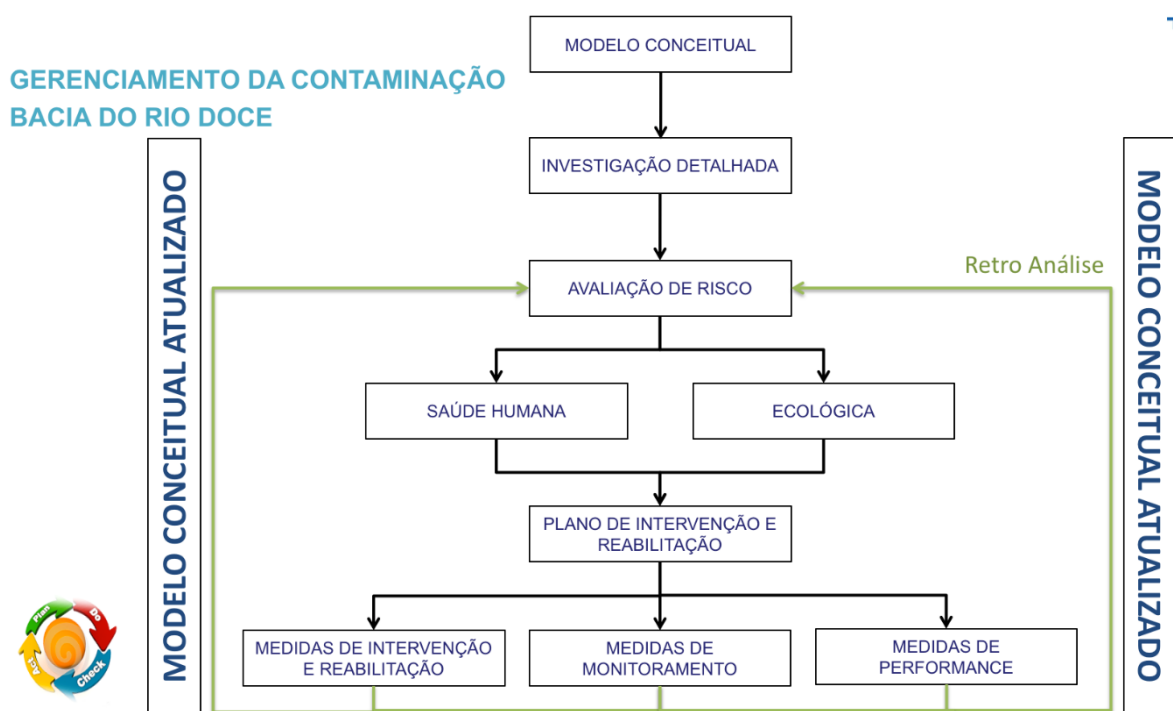 MODELO CONCEITUAL
GERENCIAMENTO DA CONTAMINAÇÃO
BACIA DO RIO DOCE
INVESTIGAÇÃO DETALHADA
MODELO CONCEITUAL ATUALIZADO
MODELO CONCEITUAL ATUALIZADO
Retro Análise
AVALIAÇÃO DE RISCO
SAÚDE HUMANA
ECOLÓGICA
PLANO DE INTERVENÇÃO E
REABILITAÇÃO
MEDIDAS DE INTERVENÇÃO
E REABILITAÇÃO
MEDIDAS DE
MONITORAMENTO
MEDIDAS DE
PERFORMANCE
Plan
Do
Check
Act